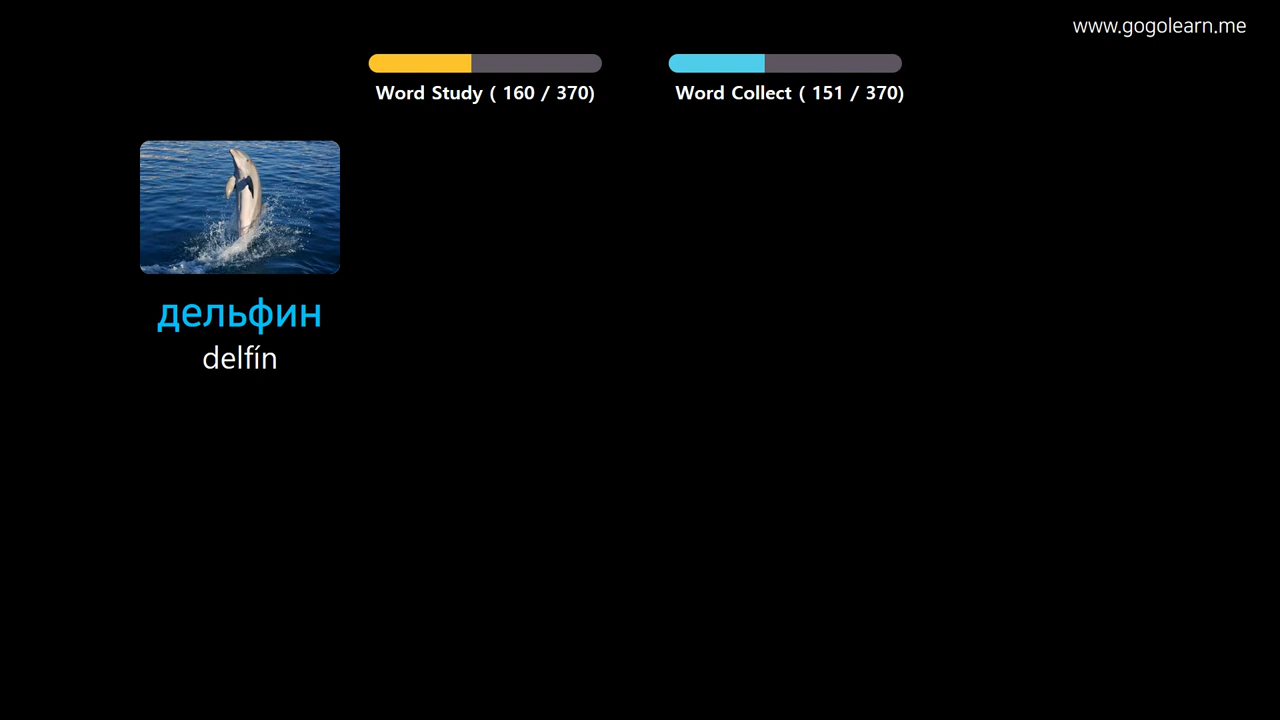 www.gogolearn.me
Word Study ( 160 / 370)
Word Collect ( 151 / 370)
дельфин
delfín